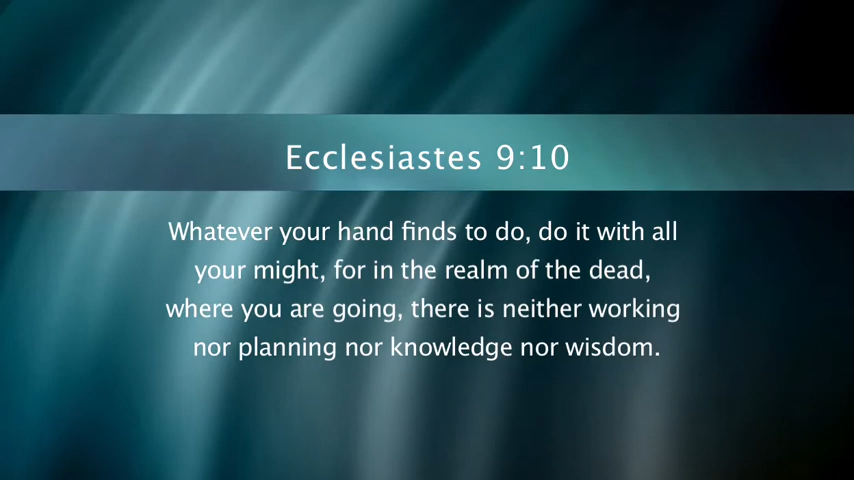 Ecclesiastes 9:10
Whatever your hand finds to do, do it with all
your might, for in the realm of the dead,
where you are going, there is neither working
nor planning nor knowledge nor wisdom.